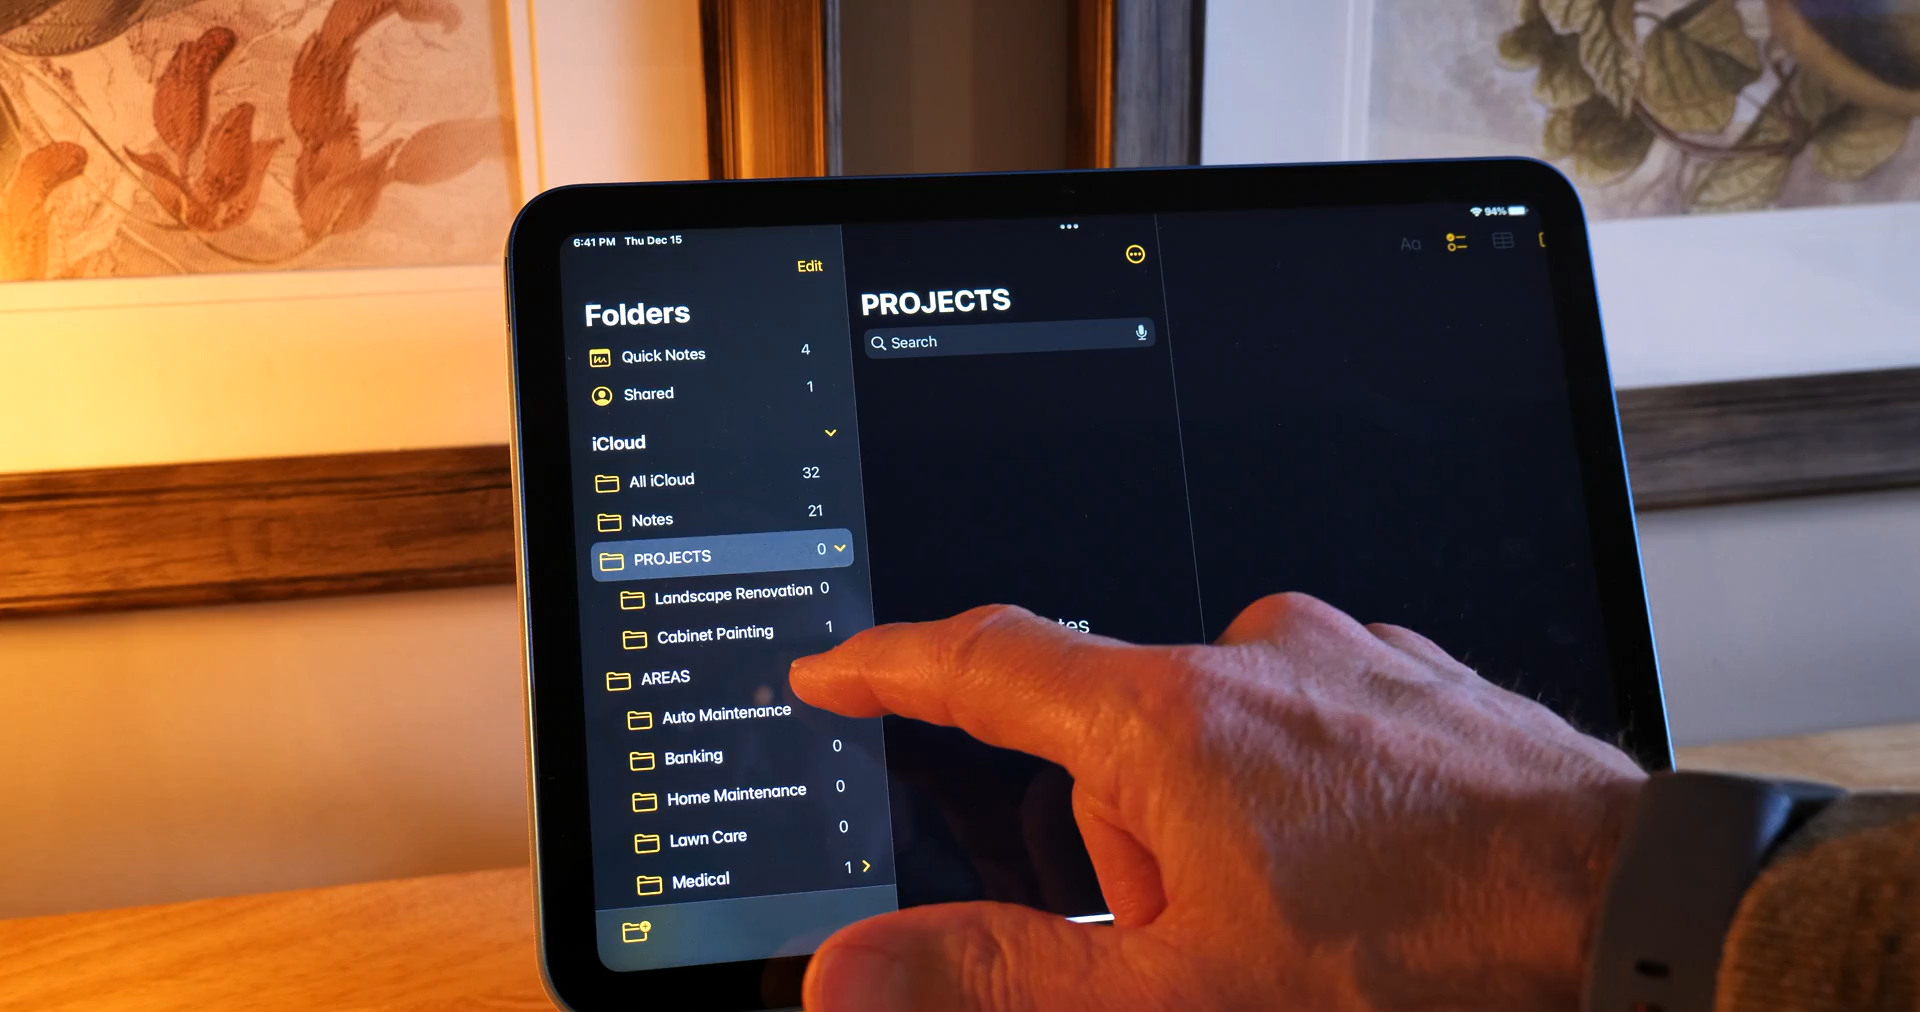 6:41 PM Thu Dec 15
94%
Edit
Aa
Folders
PROJECTS
Search
Quick Notes 4
Shared 1
iCloud
All iCloud 32
Notes 21
PROJECTS 0
Landscape Renovation 0
Cabinet Painting 1
AREAS
Auto Maintenance
Banking 0
Home Maintenance 0
Lawn Care 0
Medical 1